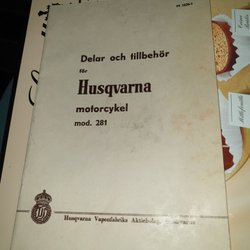 Delar och tillbehör
för
Husqvarna
motorcykel
mod. 281
Husqvarna Vapenfabriks Aktiebolag